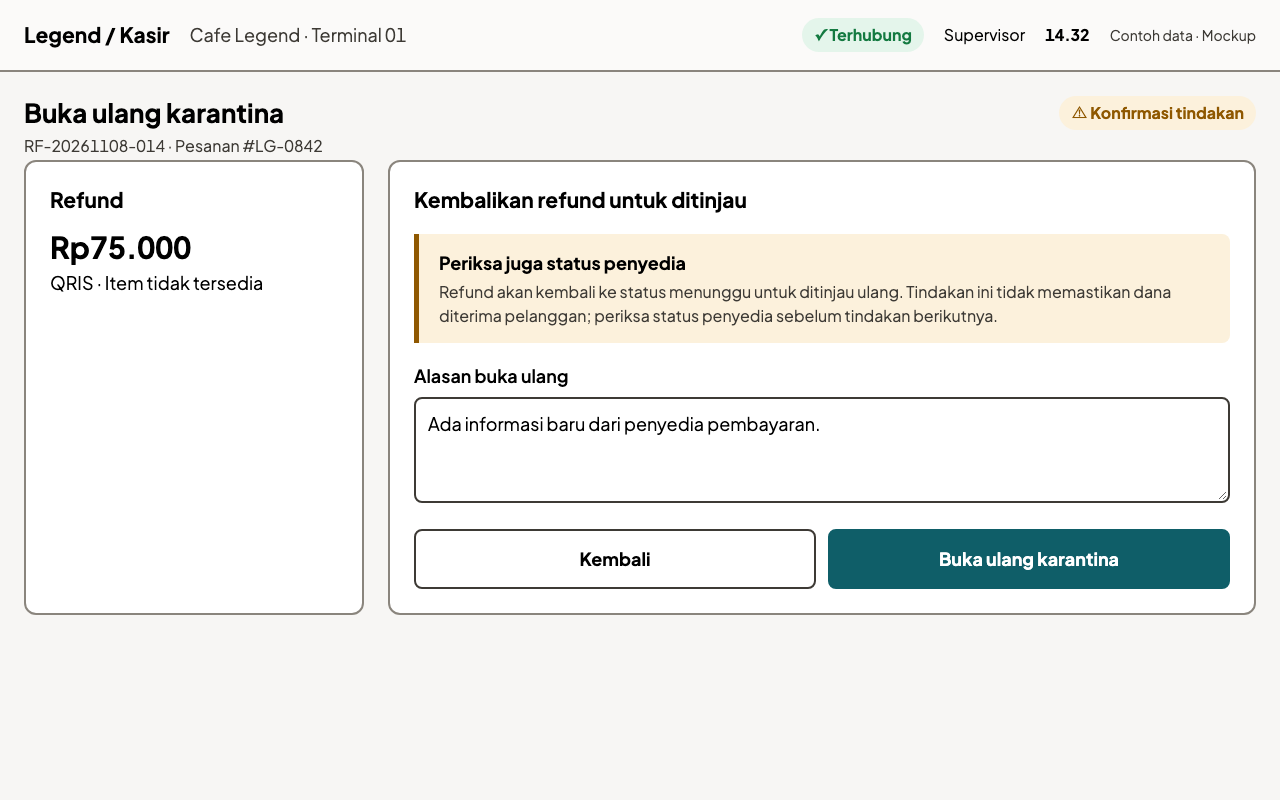 Legend / Kasir
Cafe Legend · Terminal 01
✓Terhubung
Supervisor
14.32
Contoh data · Mockup
Buka ulang karantina
⚠ Konfirmasi tindakan
RF-20261108-014 · Pesanan #LG-0842
Refund
Rp75.000
QRIS · Item tidak tersedia
Kembalikan refund untuk ditinjau
Periksa juga status penyedia
Refund akan kembali ke status menunggu untuk ditinjau ulang. Tindakan ini tidak memastikan dana
diterima pelanggan; periksa status penyedia sebelum tindakan berikutnya.
Alasan buka ulang
Ada informasi baru dari penyedia pembayaran.
Kembali
Buka ulang karantina